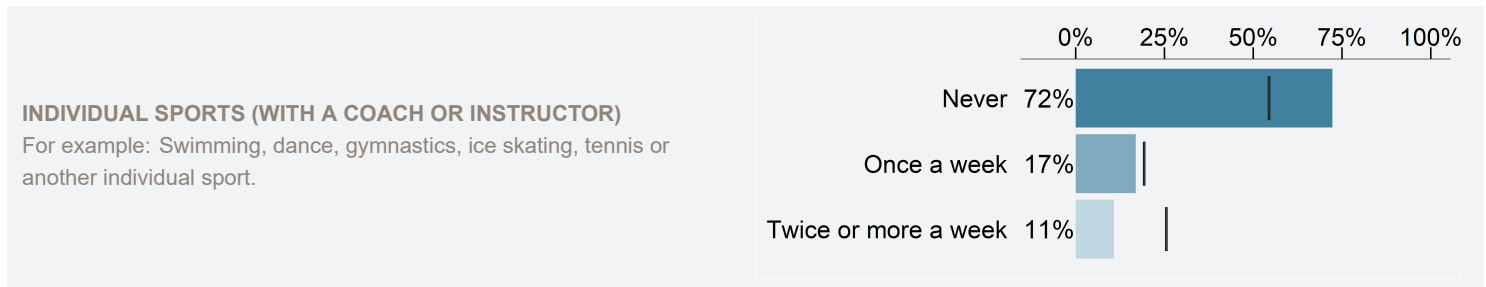 INDIVIDUAL SPORTS (WITH A COACH OR INSTRUCTOR)
For example: Swimming, dance, gymnastics, ice skating, tennis or
another individual sport.
0% 25% 50% 75% 100%
Never 72%
Once a week 17%
Twice or more a week 11%